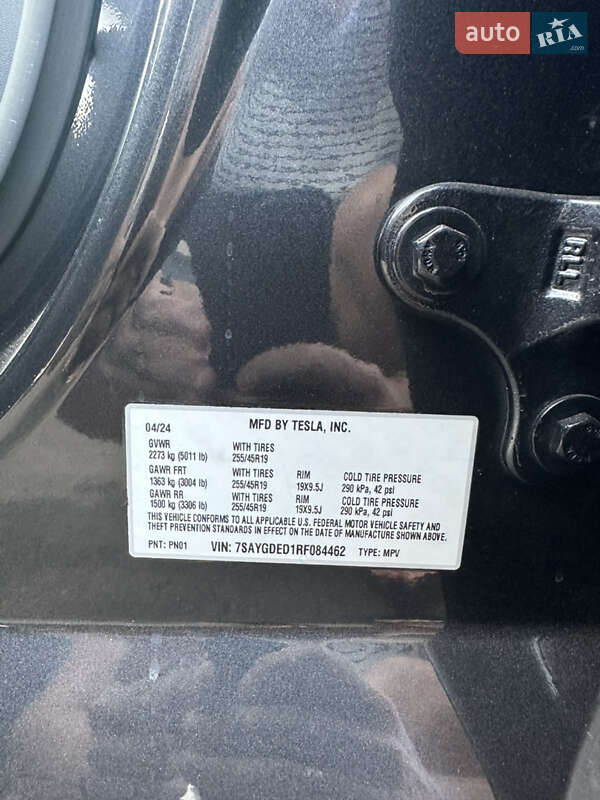 auto RIA
.com
RLL
04/24 MFD BY TESLA, INC.
GVWR WITH TIRES
2273 kg (5011 lb) 255/45R19
GAWR FRT WITH TIRES RIM COLD TIRE PRESSURE
1363 kg (3004 lb) 255/45R19 19X9.5J 290 kPa, 42 psi
GAWR RR WITH TIRES RIM COLD TIRE PRESSURE
1500 kg (3306 lb) 255/45R19 19X9.5J 290 kPa, 42 psi
THIS VEHICLE CONFORMS TO ALL APPLICABLE U.S. FEDERAL MOTOR VEHICLE SAFETY AND
THEFT PREVENTION STANDARDS IN EFFECT ON THE DATE OF MANUFACTURE SHOWN ABOVE.
PNT: PN01 VIN: 7SAYGDED1RF084462 TYPE: MPV